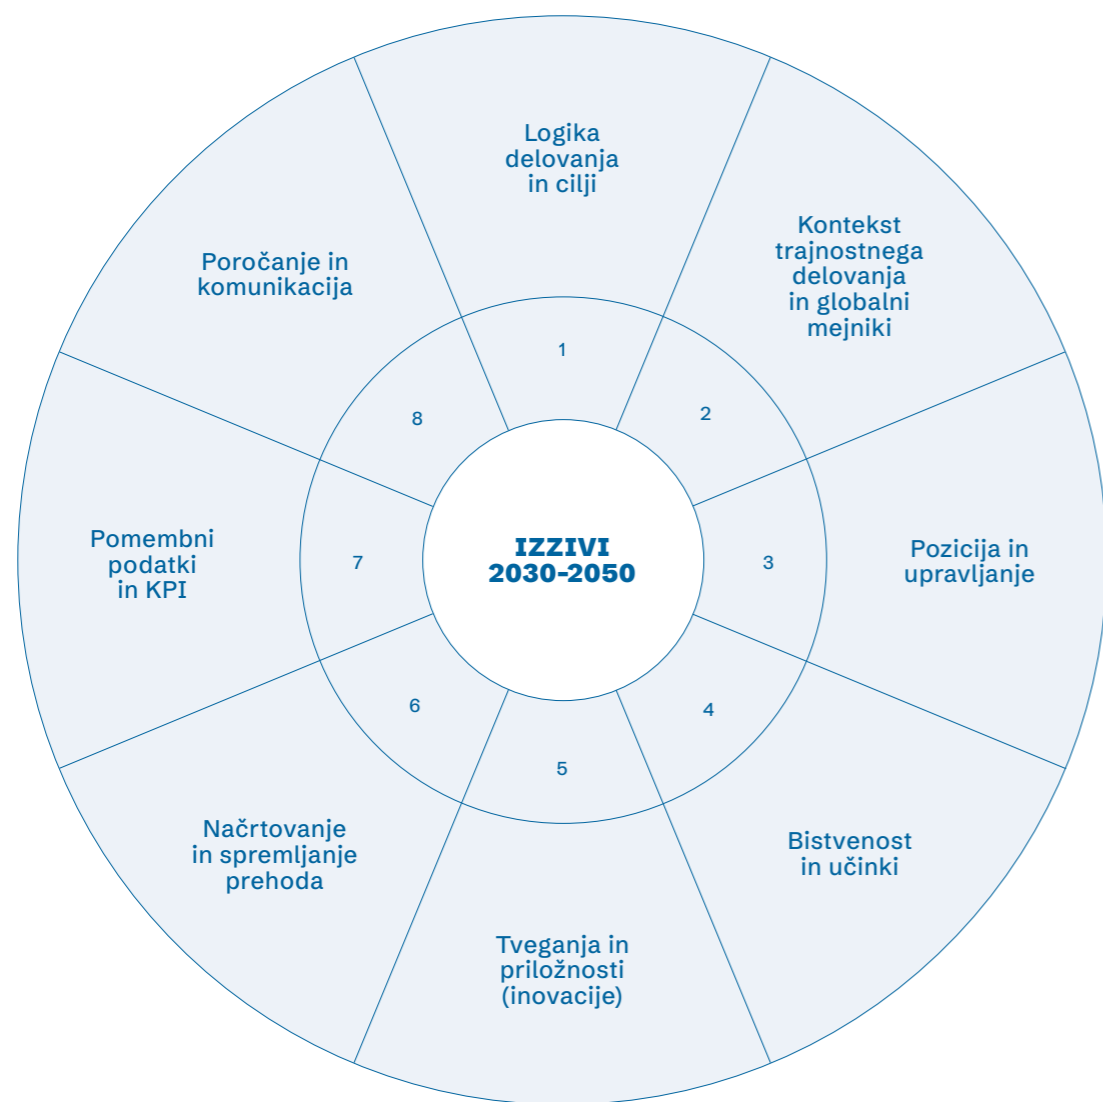 Logika
delovanja
in cilji
1
Kontekst
trajnostnega
delovanja
in globalni
mejniki
2
Pozicija in
upravljanje
3
Bistvenost
in učinki
4
Tveganja in
priložnosti
(inovacije)
5
Načrtovanje
in spremljanje
prehoda
6
Pomembni
podatki
in KPI
7
Poročanje in
komunikacija
8
IZZIVI
2030-2050